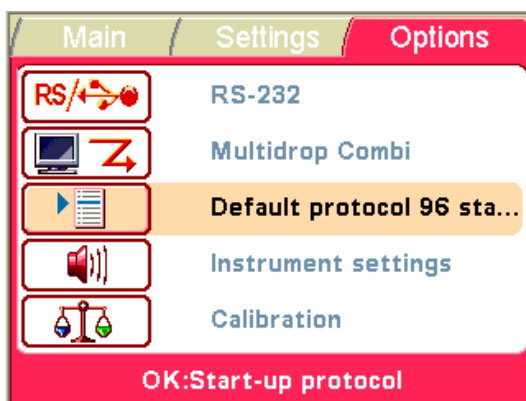 Main
Settings
Options
RS/
RS-232
Multidrop Combi
Default protocol 96 sta...
Instrument settings
Calibration
OK:Start-up protocol